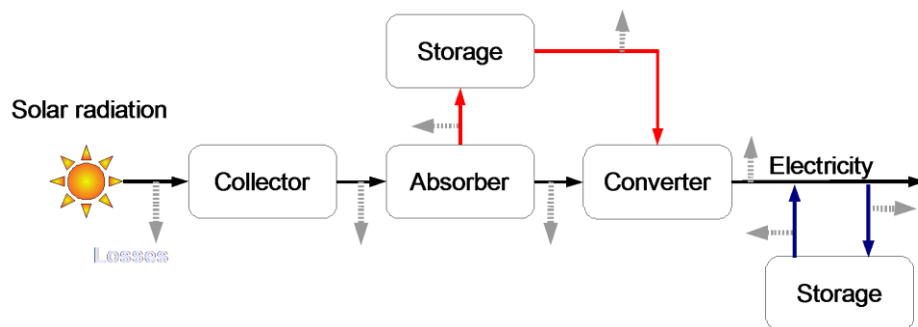 Storage
Solar radiation
Collector
Absorber
Converter
Electricity
Losses
Storage